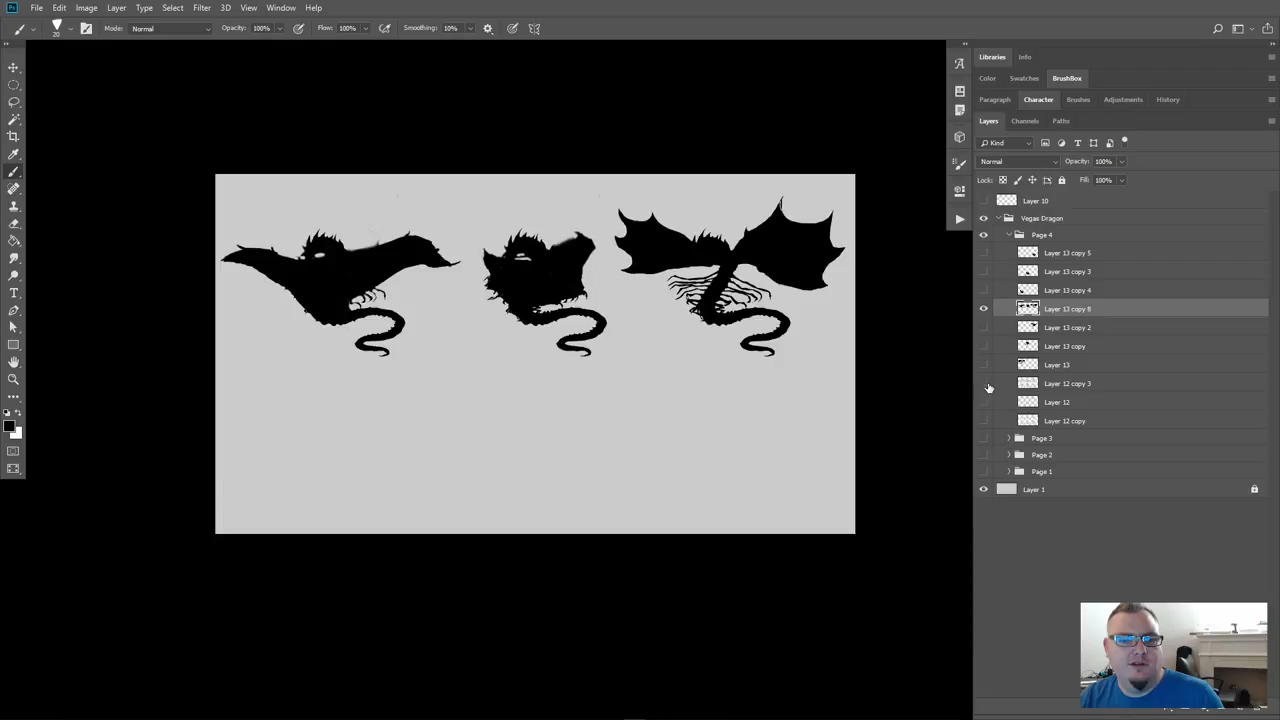 Ps File Edit Image Layer Type Select Filter 3D View Window Help
20 Mode: Normal Opacity: 100% Flow: 100% Smoothing: 10%
Libraries Info
Color Swatches BrushBox
Paragraph Character Brushes Adjustments History
Layers Channels Paths
Kind
Normal Opacity: 100%
Lock: Fill: 100%
Layer 10
Vegas Dragon
Page 4
Layer 13 copy 5
Layer 13 copy 3
Layer 13 copy 4
Layer 13 copy 6
Layer 13 copy 2
Layer 13 copy
Layer 13
Layer 12 copy 3
Layer 12
Layer 12 copy
Page 3
Page 2
Page 1
Layer 1